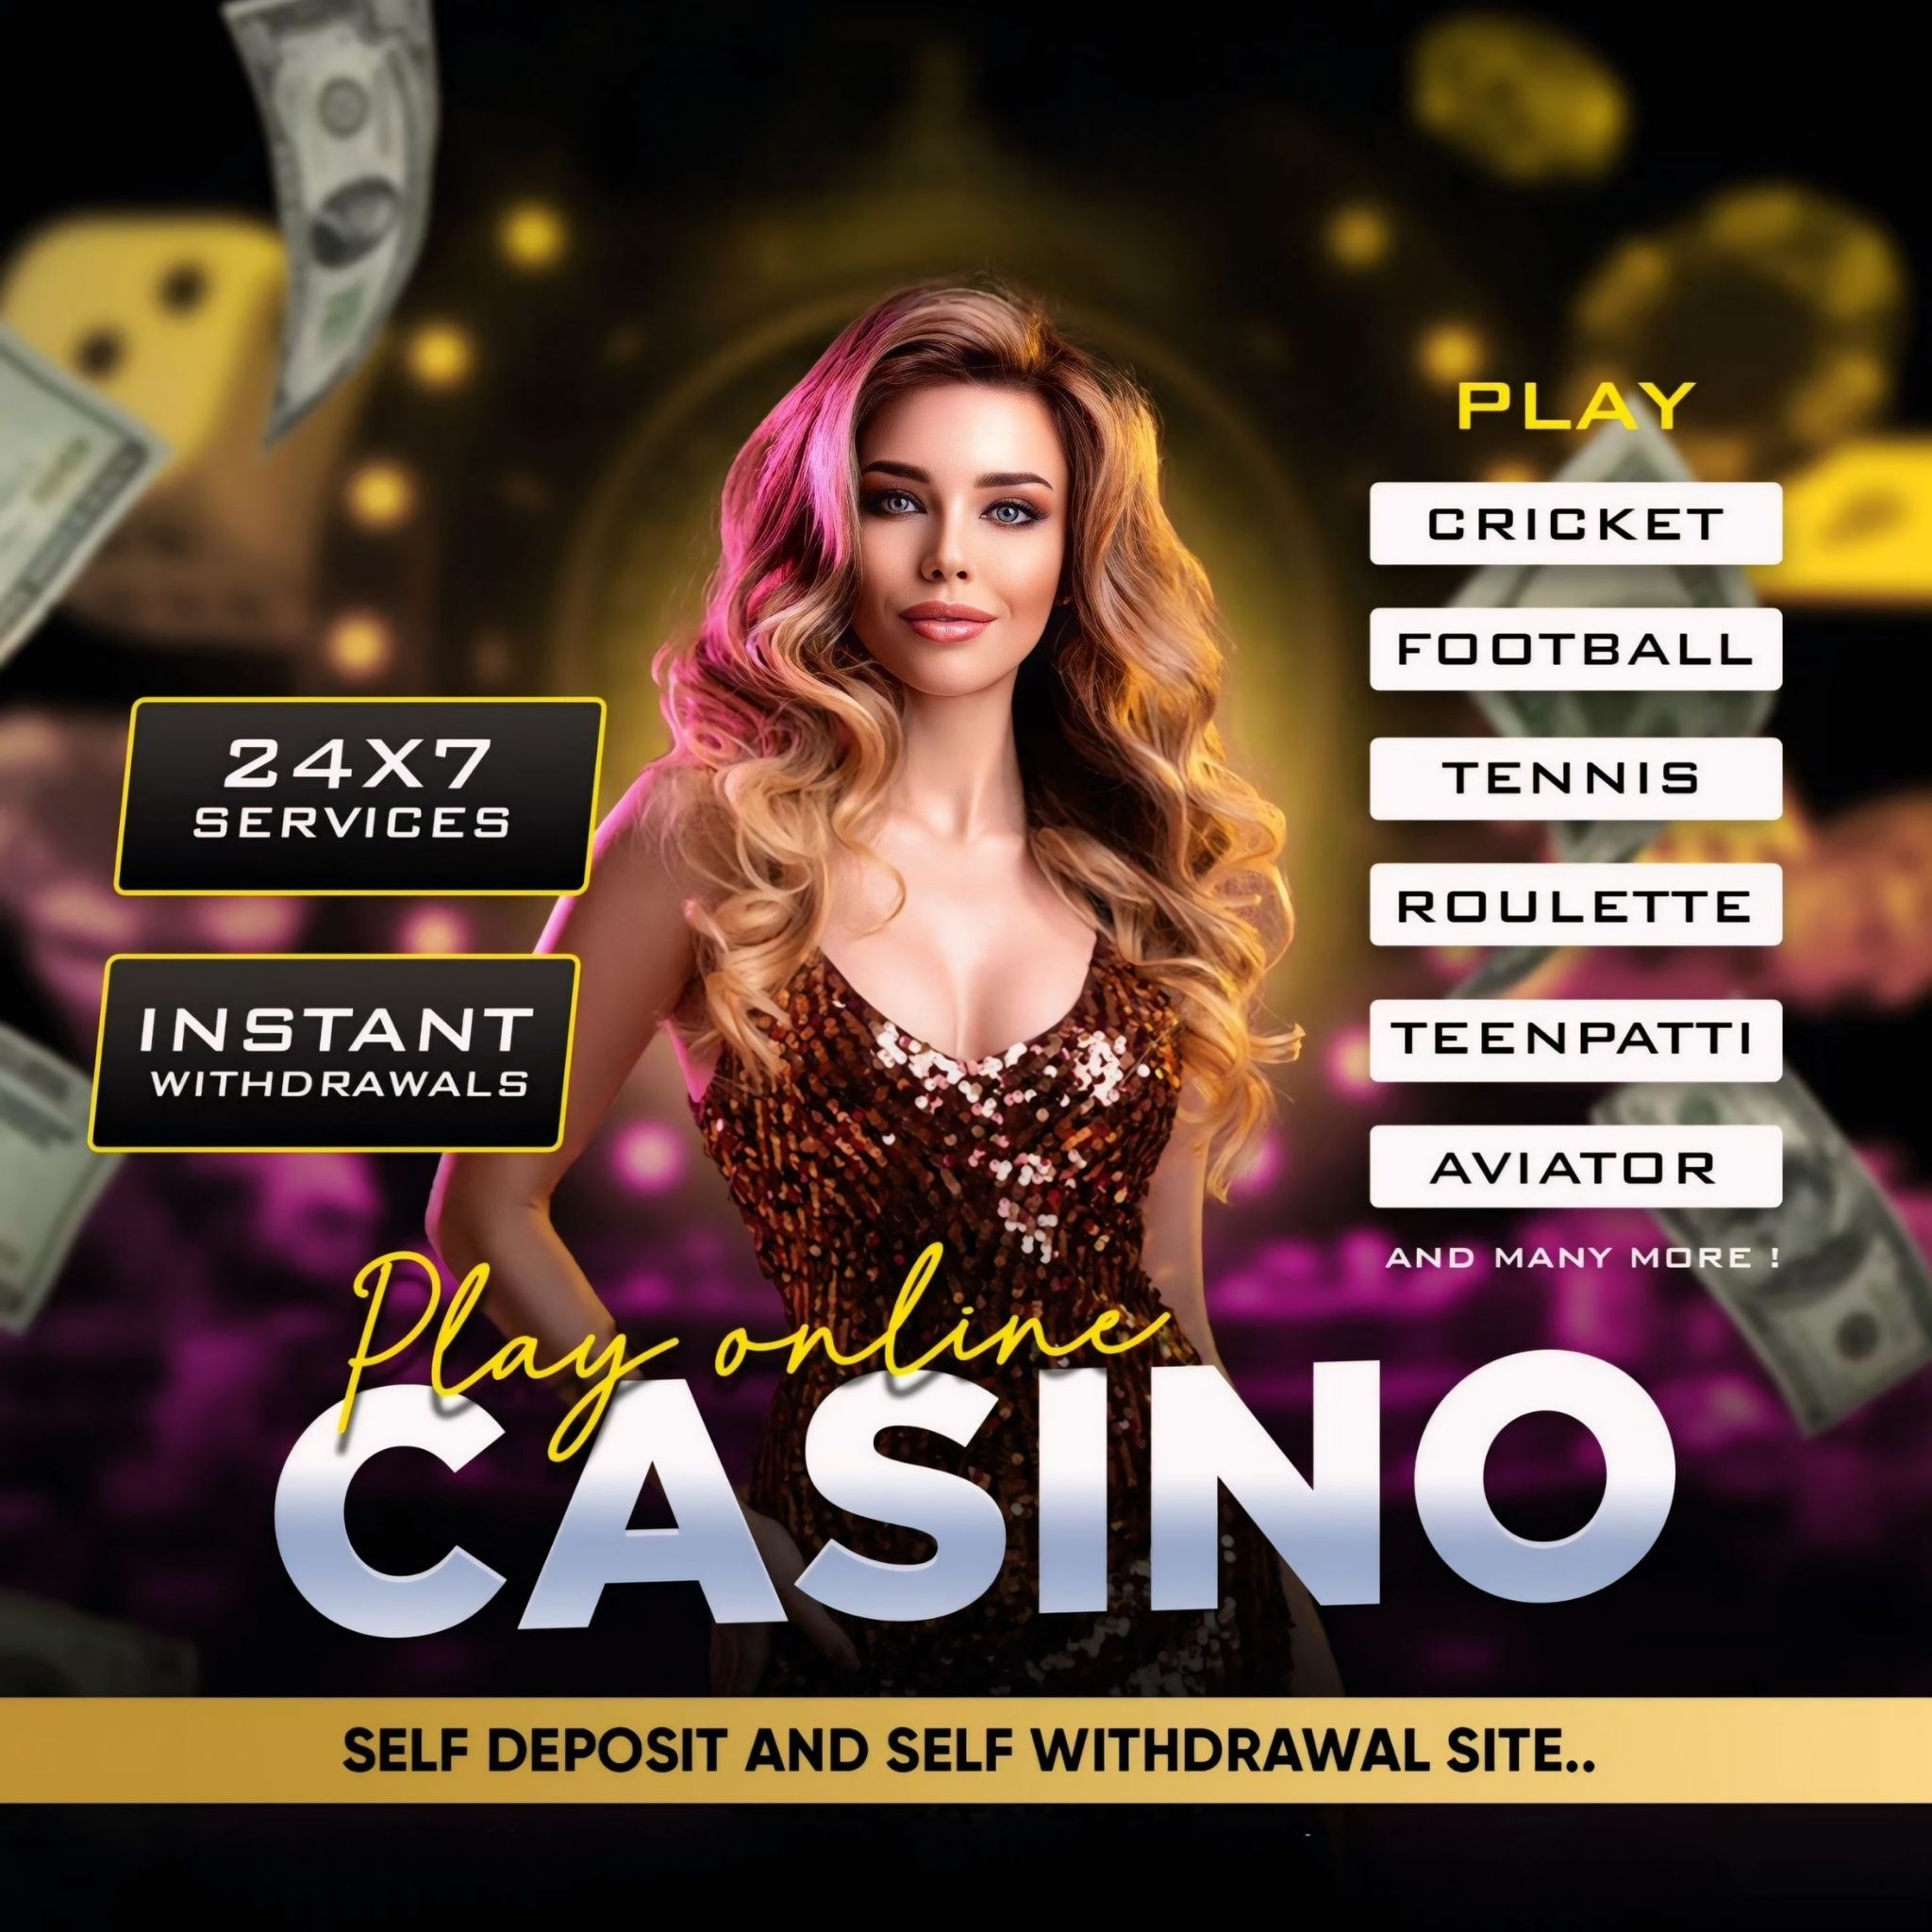 PLAY
CRICKET
FOOTBALL
TENNIS
ROULETTE
TEENPATTI
AVIATOR
AND MANY MORE !
24X7
SERVICES
INSTANT
WITHDRAWALS
Play online
CASINO
SELF DEPOSIT AND SELF WITHDRAWAL SITE..